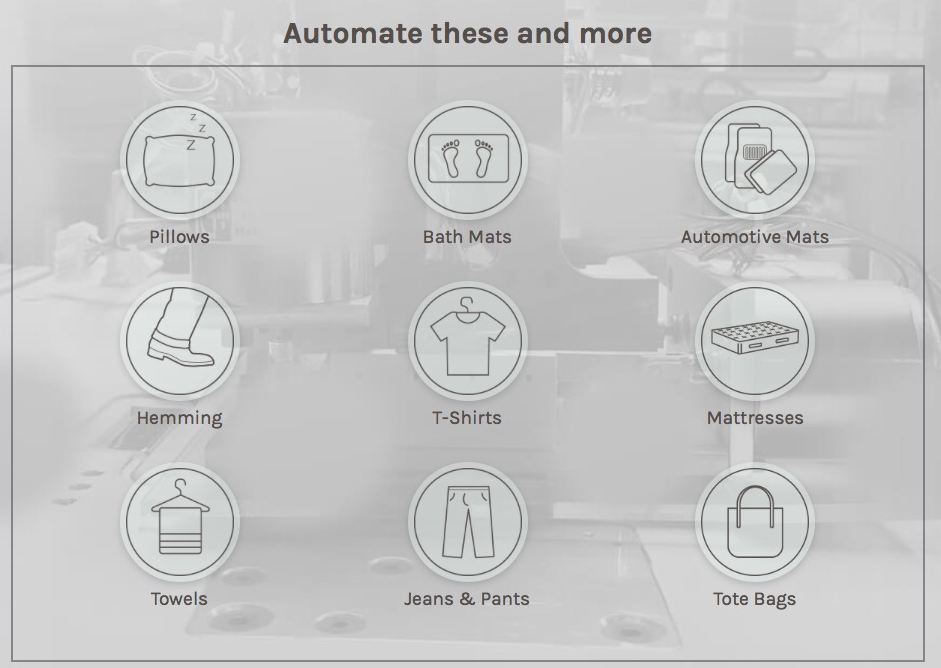 Automate these and more
z
z
Z
Pillows
Bath Mats
Automotive Mats
Hemming
T-Shirts
Mattresses
Towels
Jeans & Pants
Tote Bags